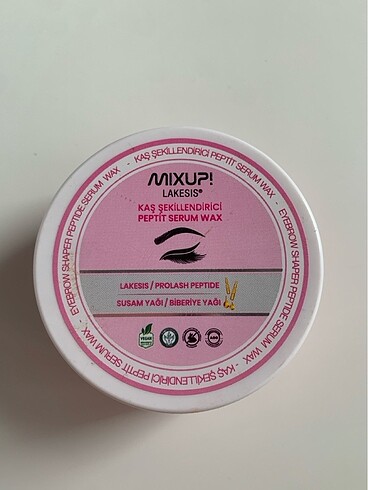 MIXUP!
LAKESIS®
KAŞ ŞEKİLLENDİRİCİ
PEPTİT SERUM WAX
LAKESIS / PROLASH PEPTIDE
SUSAM YAĞI / BİBERİYE YAĞI
VEGAN
KAŞ ŞEKİLLENDİRİCİ PEPTİT SERUM WAX -
EYEBROW SHAPER PEPTIDE SERUM WAX -
KAŞ ŞEKİLLENDİRİCİ PEPTİT SERUM WAX -
EYEBROW SHAPER PEPTIDE SERUM WAX -